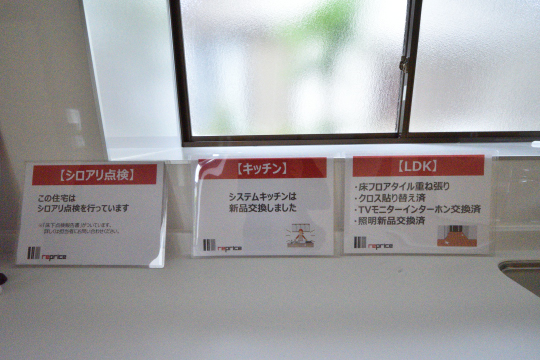 【シロアリ点検】
この住宅は
シロアリ点検を行っています
reprice
【キッチン】
システムキッチンは
新品交換しました
reprice
【LDK】
・床フロアタイル重ね張り
・クロス貼り替え済
・TVモニターインターホン交換済
・照明新品交換済
reprice